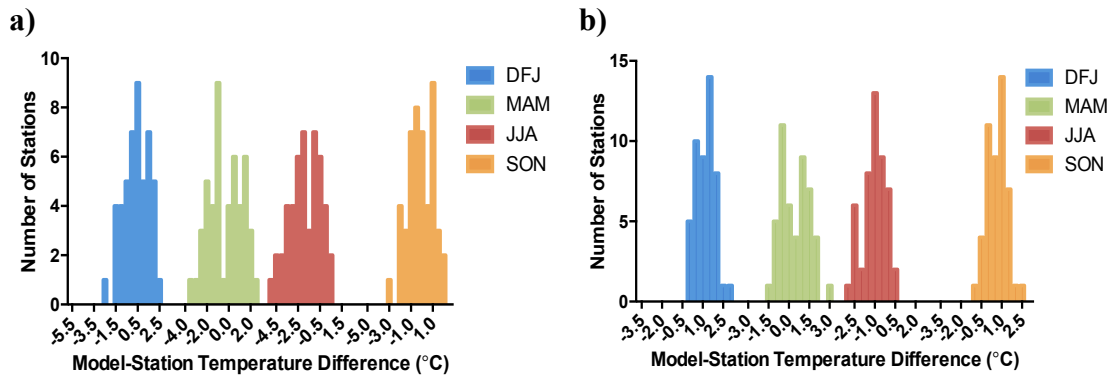 a)
10
8
6
4
2
0
Number of Stations
DFJ
MAM
JJA
SON
-5.5 -3.5 -1.5 0.5 2.5 -4.0 -2.0 0.0 2.0 -4.5 -2.5 -0.5 1.5 -5.0 -3.0 -1.0 1.0
Model-Station Temperature Difference (°C)
b)
15
10
5
0
Number of Stations
DFJ
MAM
JJA
SON
-3.5 -2.0 -0.5 1.0 2.5 -3.0 -1.5 0.0 1.5 3.0 -2.5 -1.0 0.5 2.0 -3.5 -2.0 -0.5 1.0 2.5
Model-Station Temperature Difference (°C)